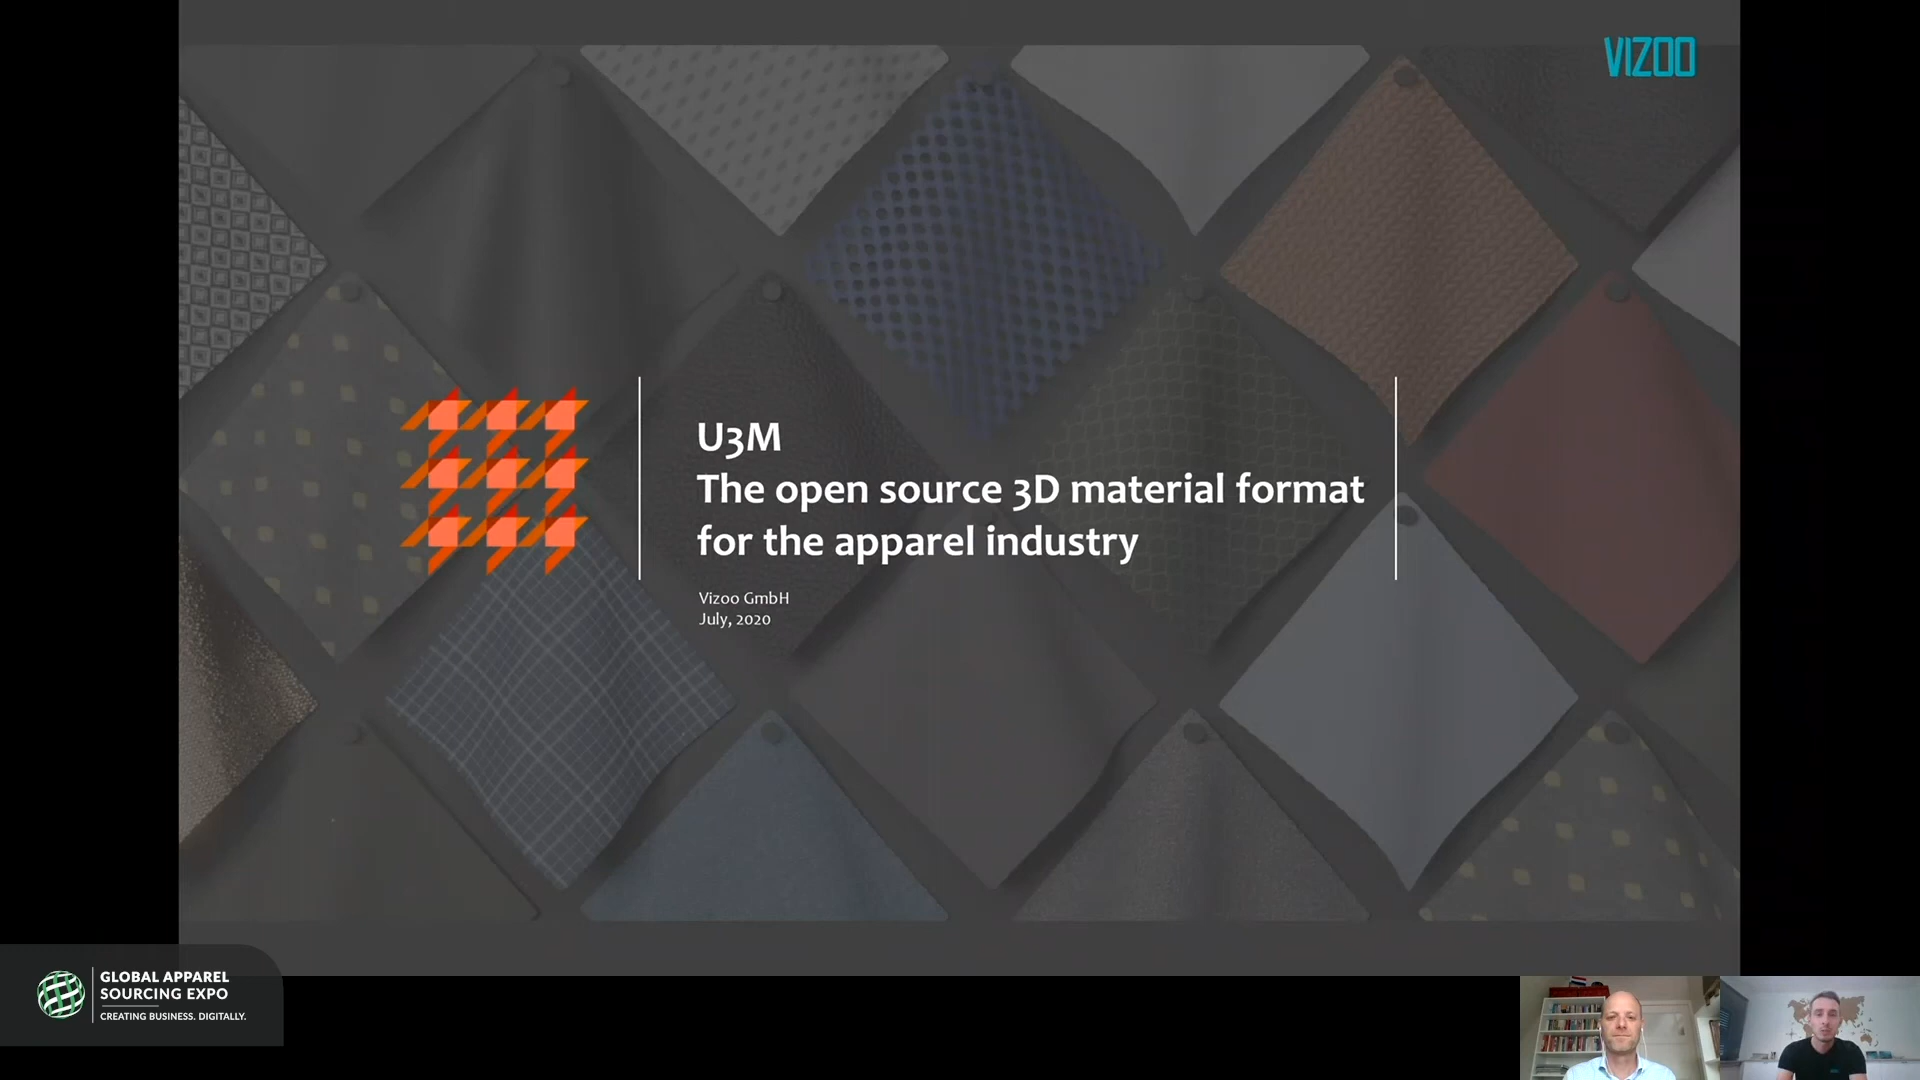 VIZOO
U3M
The open source 3D material format
for the apparel industry
Vizoo GmbH
July, 2020
GLOBAL APPAREL
SOURCING EXPO
CREATING BUSINESS. DIGITALLY.